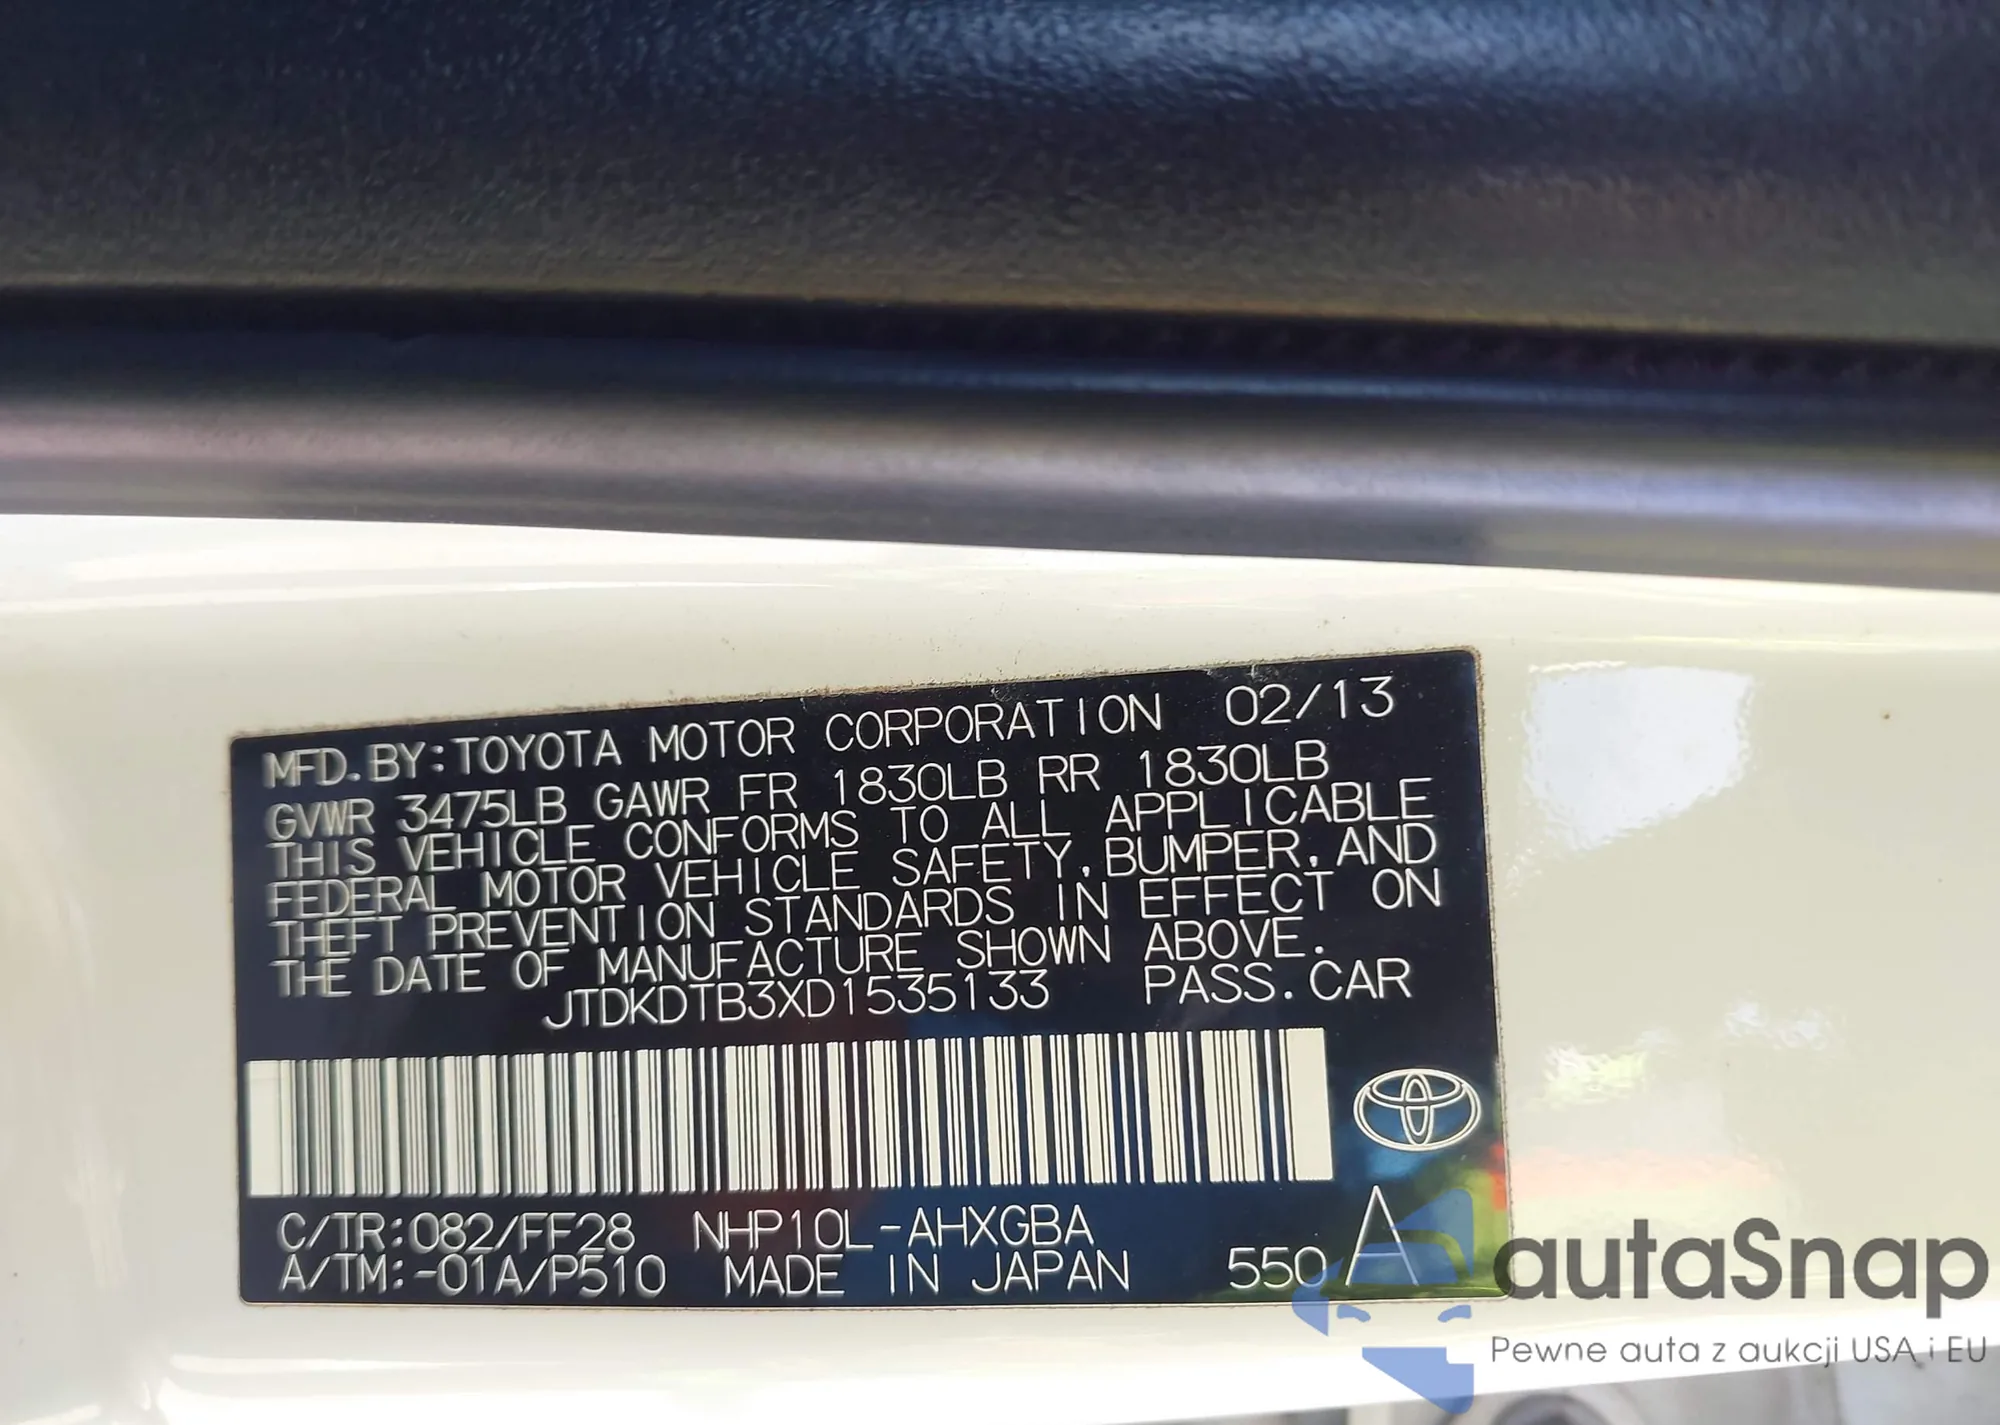 MFD. BY: TOYOTA MOTOR CORPORATION 02/13
GVWR 3475LB GAWR FR 1830LB RR 1830LB
THIS VEHICLE CONFORMS TO ALL APPLICABLE
FEDERAL MOTOR VEHICLE SAFETY, BUMPER, AND
THEFT PREVENTION STANDARDS IN EFFECT ON
THE DATE OF MANUFACTURE SHOWN ABOVE.
JTDKDTB3XD1535133 PASS. CAR
C/TR:082/FF28 NHP10L-AHXGBA
A/TM:-01A/P510 MADE IN JAPAN 550 A
autaSnap
Pewne auta z aukcji USA i EU